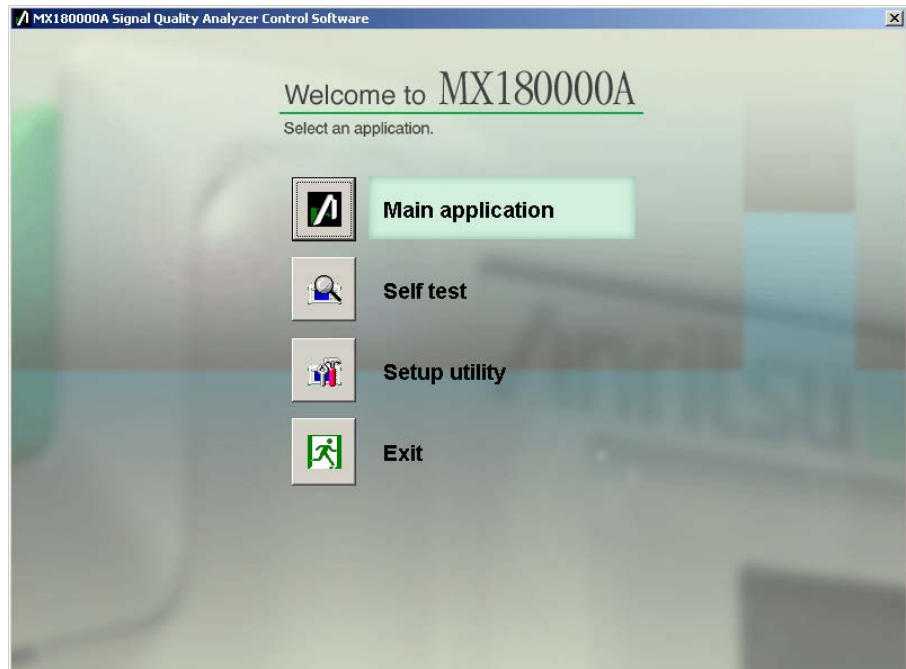 MX180000A Signal Quality Analyzer Control Software
Welcome to MX180000A
Select an application.
Main application
Self test
Setup utility
Exit
Anritsu